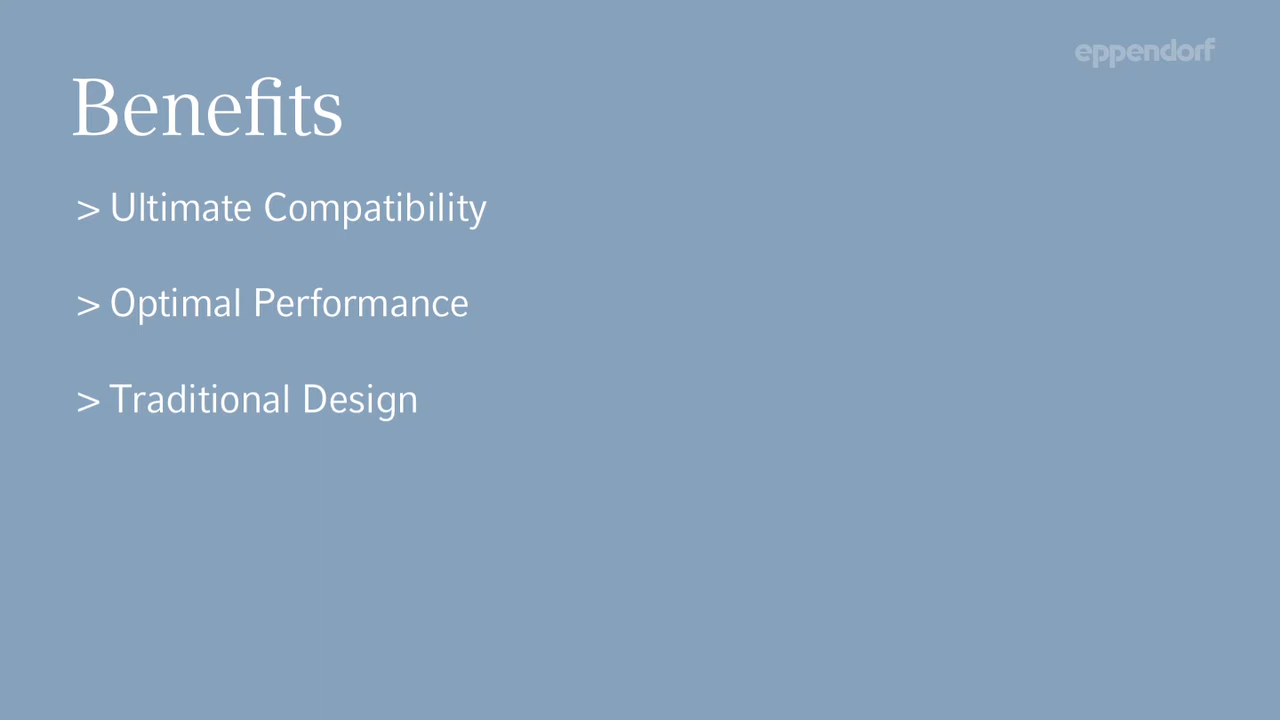 eppendorf
Benefits
> Ultimate Compatibility
> Optimal Performance
> Traditional Design